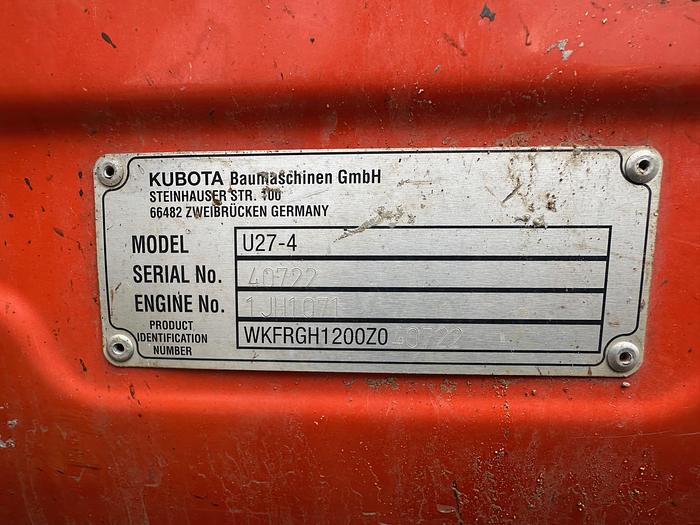 KUBOTA Baumaschinen GmbH
STEINHAUSER STR. 100
66482 ZWEIBRÜCKEN GERMANY
MODEL U27-4
SERIAL No. 40722
ENGINE No. 1JH1071
PRODUCT IDENTIFICATION NUMBER WKFRGH1200Z040722